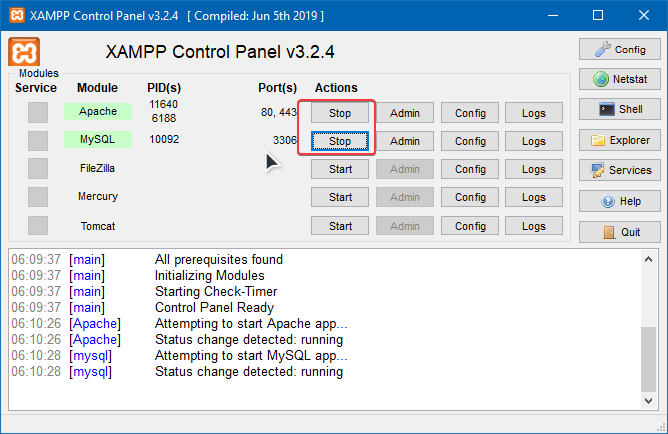 XAMPP Control Panel v3.2.4 [ Compiled: Jun 5th 2019 ]
XAMPP Control Panel v3.2.4
Config
Modules
Service Module PID(s) Port(s) Actions
Netstat
Apache 11640 6188 80, 443 Stop Admin Config Logs
Shell
MySQL 10092 3306 Stop Admin Config Logs
Explorer
FileZilla Start Admin Config Logs
Services
Mercury Start Admin Config Logs
Help
Tomcat Start Admin Config Logs
Quit
06:09:37 [main] All prerequisites found
06:09:37 [main] Initializing Modules
06:09:37 [main] Starting Check-Timer
06:09:37 [main] Control Panel Ready
06:10:26 [Apache] Attempting to start Apache app...
06:10:26 [Apache] Status change detected: running
06:10:28 [mysql] Attempting to start MySQL app...
06:10:28 [mysql] Status change detected: running